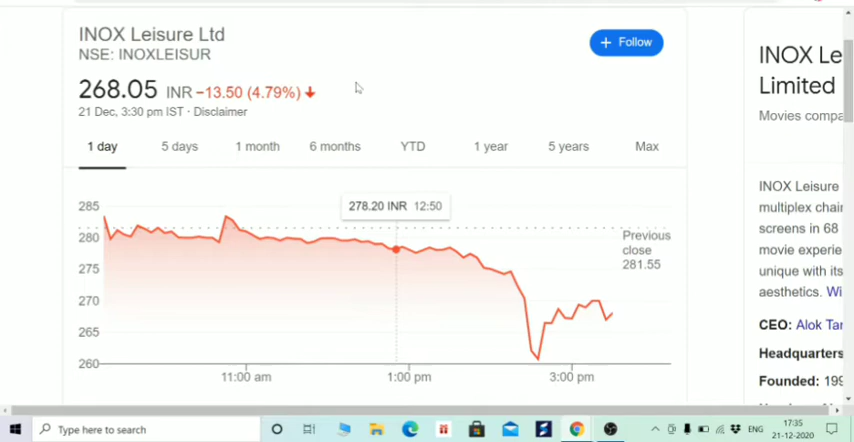 INOX Leisure Ltd
NSE: INOXLEISUR
+ Follow
268.05 INR −13.50 (4.79%)
21 Dec, 3:30 pm IST · Disclaimer
1 day 5 days 1 month 6 months YTD 1 year 5 years Max
278.20 INR 12:50
285
280
275
270
265
260
Previous
close
281.55
11:00 am 1:00 pm 3:00 pm
INOX Le
Limited
Movies compa
INOX Leisure
multiplex chain
screens in 68
movie experie
unique with its
aesthetics. Wi
CEO: Alok Tar
Headquarters
Founded: 199
Type here to search
ENG
17:35
21-12-2020